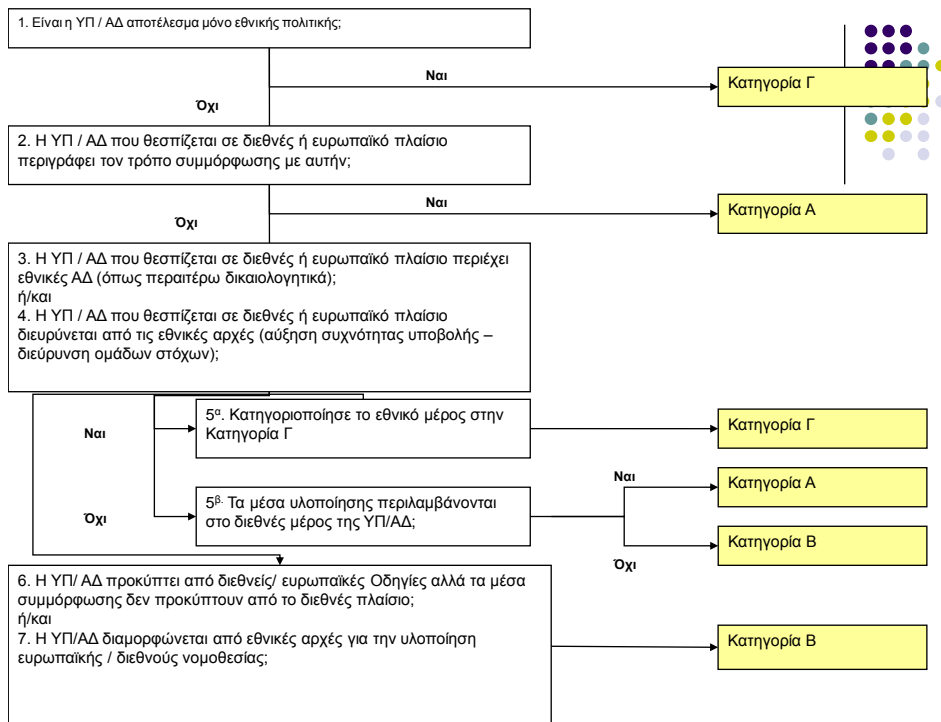 1. Είναι η ΥΠ / ΑΔ αποτέλεσμα μόνο εθνικής πολιτικής;
Ναι
Κατηγορία Γ
Όχι
2. Η ΥΠ / ΑΔ που θεσπίζεται σε διεθνές ή ευρωπαϊκό πλαίσιο
περιγράφει τον τρόπο συμμόρφωσης με αυτήν;
Ναι
Κατηγορία Α
Όχι
3. Η ΥΠ / ΑΔ που θεσπίζεται σε διεθνές ή ευρωπαϊκό πλαίσιο περιέχει
εθνικές ΑΔ (όπως περαιτέρω δικαιολογητικά);
ή/και
4. Η ΥΠ / ΑΔ που θεσπίζεται σε διεθνές ή ευρωπαϊκό πλαίσιο
διευρύνεται από τις εθνικές αρχές (αύξηση συχνότητας υποβολής –
διεύρυνση ομάδων στόχων);
Ναι
5α. Κατηγοριοποίησε το εθνικό μέρος στην
Κατηγορία Γ
Κατηγορία Γ
Όχι
5β. Τα μέσα υλοποίησης περιλαμβάνονται
στο διεθνές μέρος της ΥΠ/ΑΔ;
Ναι
Κατηγορία Α
Όχι
Κατηγορία Β
6. Η ΥΠ/ ΑΔ προκύπτει από διεθνείς/ ευρωπαϊκές Οδηγίες αλλά τα μέσα
συμμόρφωσης δεν προκύπτουν από το διεθνές πλαίσιο;
ή/και
7. Η ΥΠ/ΑΔ διαμορφώνεται από εθνικές αρχές για την υλοποίηση
ευρωπαϊκής / διεθνούς νομοθεσίας;
Κατηγορία Β